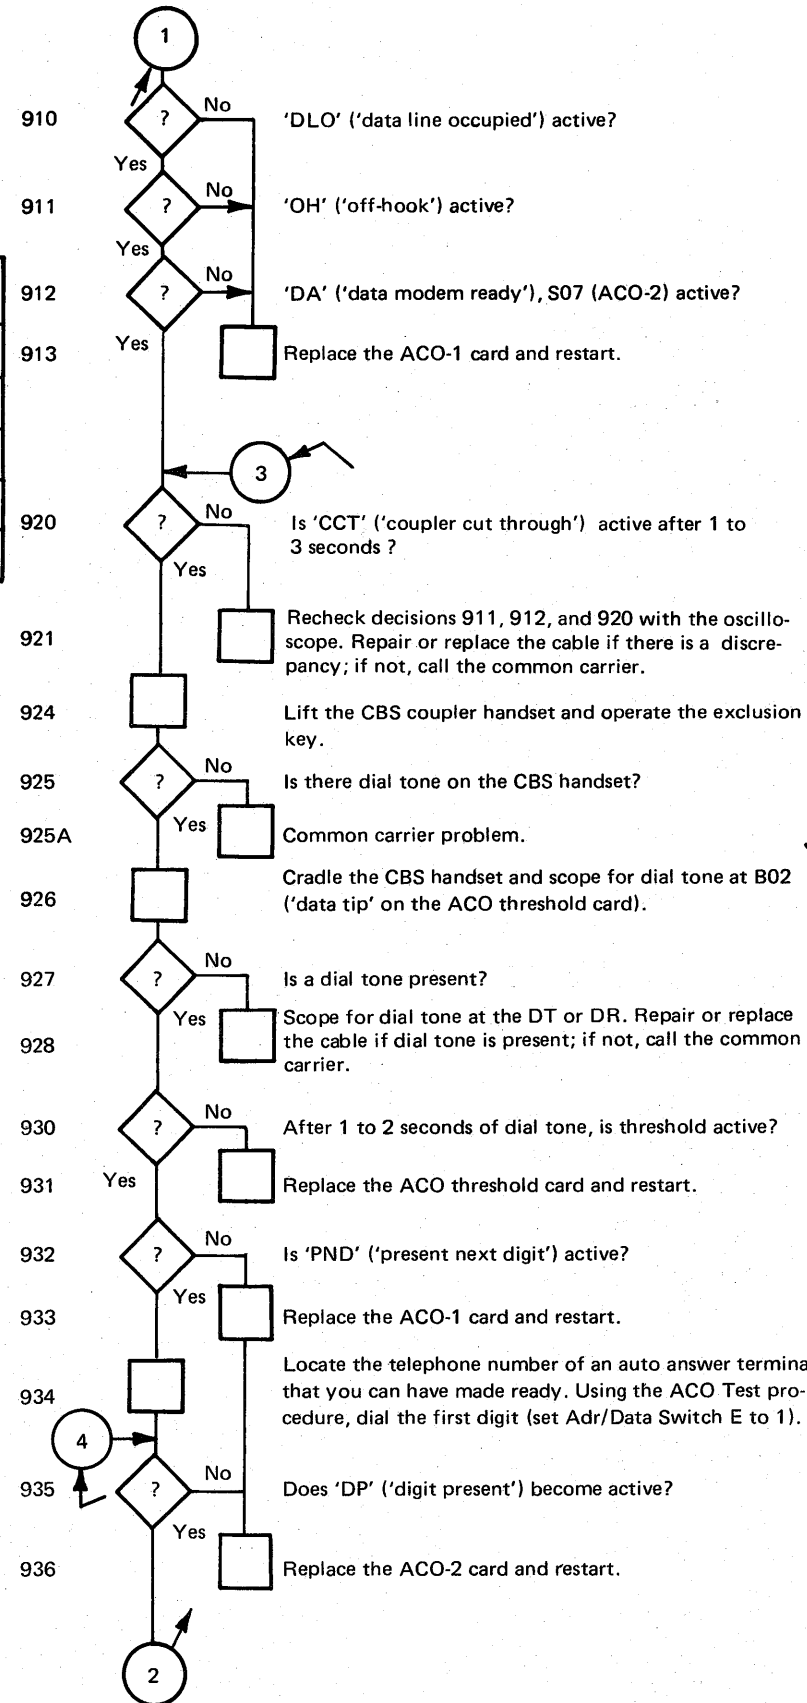 1
No
910 ? 'DLO' ('data line occupied') active?
Yes
No
911 ? 'OH' ('off-hook') active?
Yes
No
912 ? 'DA' ('data modem ready'), S07 (ACO-2) active?
Yes
913 Replace the ACO-1 card and restart.
3
No
920 ? Is 'CCT' ('coupler cut through') active after 1 to
3 seconds ?
Yes
Recheck decisions 911, 912, and 920 with the oscillo-
921 scope. Repair or replace the cable if there is a discre-
pancy; if not, call the common carrier.
924 Lift the CBS coupler handset and operate the exclusion
key.
No
925 ? Is there dial tone on the CBS handset?
Yes
925A Common carrier problem.
Cradle the CBS handset and scope for dial tone at B02
926 ('data tip' on the ACO threshold card).
No
927 ? Is a dial tone present?
Yes
Scope for dial tone at the DT or DR. Repair or replace
928 the cable if dial tone is present; if not, call the common
carrier.
No
930 ? After 1 to 2 seconds of dial tone, is threshold active?
Yes
931 Replace the ACO threshold card and restart.
No
932 ? Is 'PND' ('present next digit') active?
Yes
933 Replace the ACO-1 card and restart.
Locate the telephone number of an auto answer termina
934 that you can have made ready. Using the ACO Test pro-
cedure, dial the first digit (set Adr/Data Switch E to 1).
4
No
935 ? Does 'DP' ('digit present') become active?
Yes
936 Replace the ACO-2 card and restart.
2